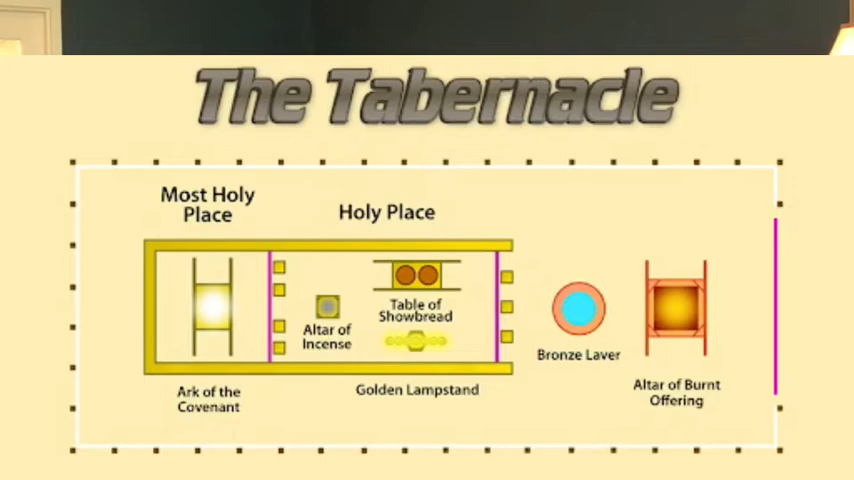 The Tabernacle
Most Holy
Place
Holy Place
Table of
Showbread
Altar of
Incense
Bronze Laver
Ark of the
Covenant
Golden Lampstand
Altar of Burnt
Offering